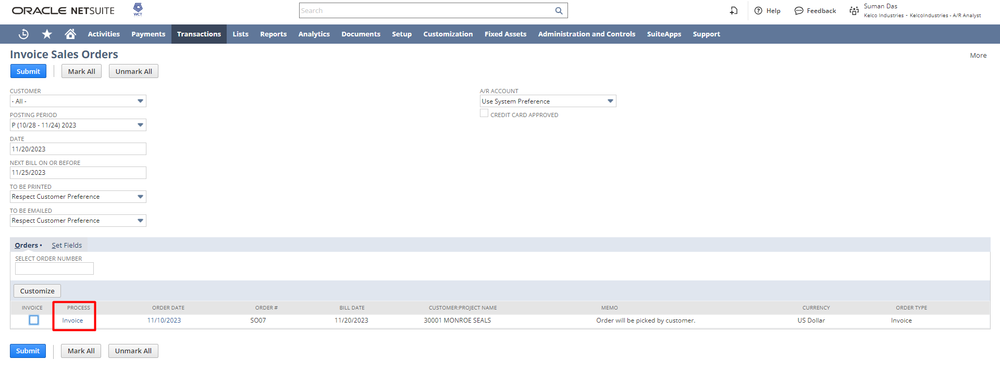 ORACLE NETSUITE
WCT
Search
Help
Feedback
Suman Das
Kelco Industries - KelcoIndustries - A/R Analyst
Activities Payments Transactions Lists Reports Analytics Documents Setup Customization Fixed Assets Administration and Controls SuiteApps Support
Invoice Sales Orders
More
Submit Mark All Unmark All
CUSTOMER
- All -
POSTING PERIOD
P (10/28 - 11/24) 2023
DATE
11/20/2023
NEXT BILL ON OR BEFORE
11/25/2023
TO BE PRINTED
Respect Customer Preference
TO BE EMAILED
Respect Customer Preference
A/R ACCOUNT
Use System Preference
CREDIT CARD APPROVED
Orders • Set Fields
SELECT ORDER NUMBER
Customize
INVOICE PROCESS ORDER DATE ORDER # BILL DATE CUSTOMER:PROJECT NAME MEMO CURRENCY ORDER TYPE
Invoice 11/10/2023 SO07 11/20/2023 30001 MONROE SEALS Order will be picked by customer. US Dollar Invoice
Submit Mark All Unmark All